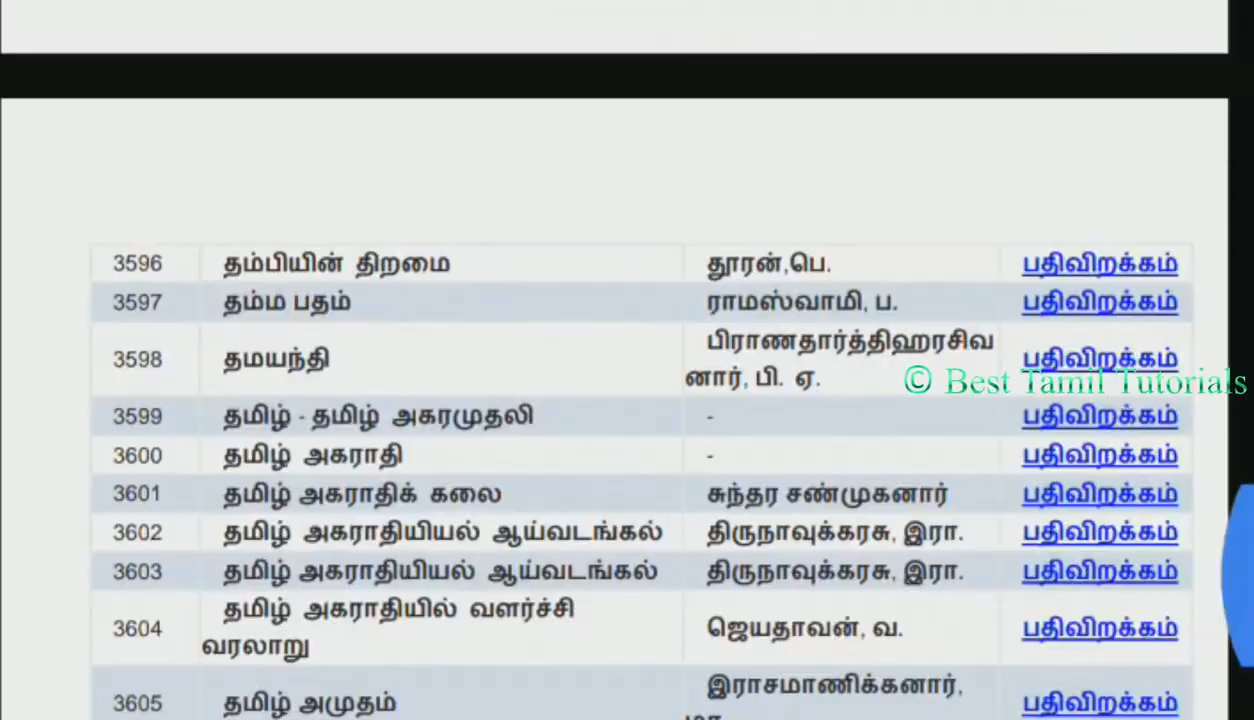 3596 தம்பியின் திறமை தூரன்,பெ. பதிவிறக்கம்
3597 தம்ம பதம் ராமஸ்வாமி, ப. பதிவிறக்கம்
3598 தமயந்தி பிராணதார்த்திஹரசிவ
னார், பி. ஏ. பதிவிறக்கம்
© Best Tamil Tutorials
3599 தமிழ் - தமிழ் அகரமுதலி - பதிவிறக்கம்
3600 தமிழ் அகராதி - பதிவிறக்கம்
3601 தமிழ் அகராதிக் கலை சுந்தர சண்முகனார் பதிவிறக்கம்
3602 தமிழ் அகராதியியல் ஆய்வடங்கல் திருநாவுக்கரசு, இரா. பதிவிறக்கம்
3603 தமிழ் அகராதியியல் ஆய்வடங்கல் திருநாவுக்கரசு, இரா. பதிவிறக்கம்
3604 தமிழ் அகராதியில் வளர்ச்சி
வரலாறு ஜெயதாவன், வ. பதிவிறக்கம்
3605 தமிழ் அமுதம் இராசமாணிக்கனார், பதிவிறக்கம்